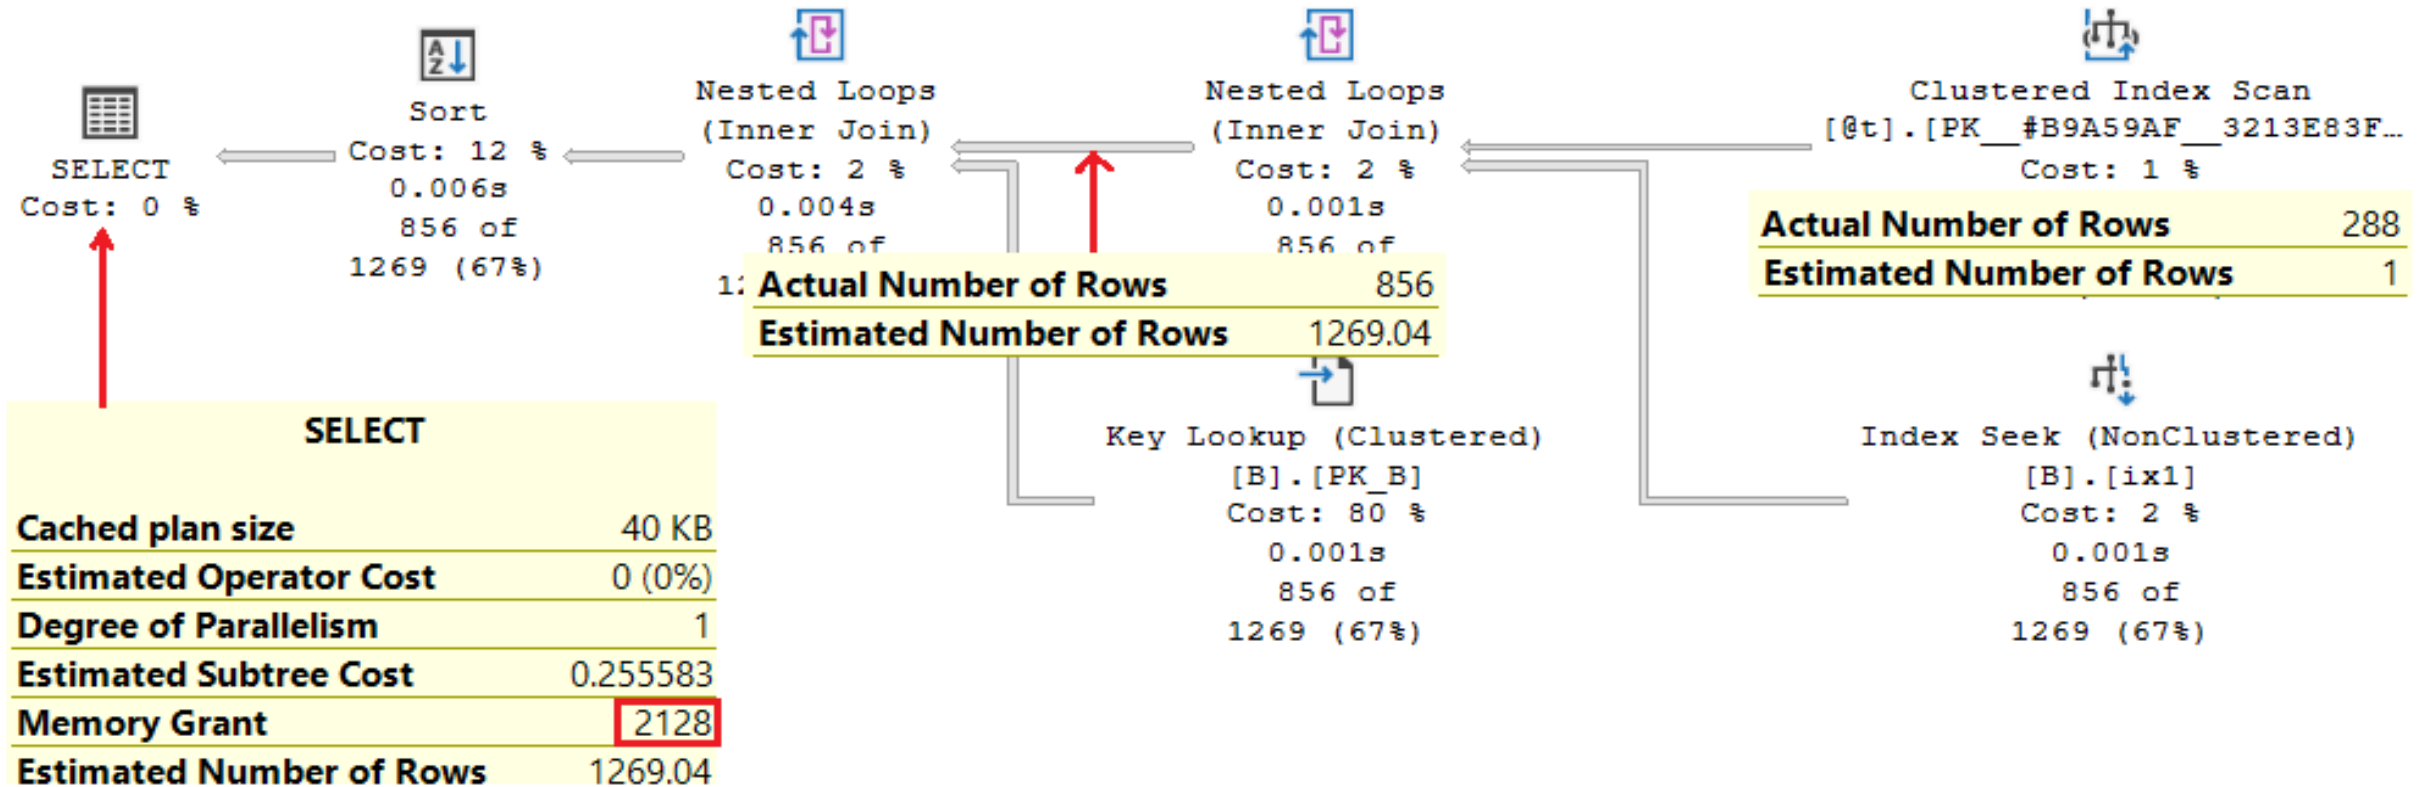 SELECT
Cost: 0 %
Sort
Cost: 12 %
0.006s
856 of
1269 (67%)
Nested Loops
(Inner Join)
Cost: 2 %
0.004s
856 of
12
Nested Loops
(Inner Join)
Cost: 2 %
0.001s
856 of
Actual Number of Rows 856
Estimated Number of Rows 1269.04
Clustered Index Scan
[@t].[PK__#B9A59AF__3213E83F…
Cost: 1 %
Actual Number of Rows 288
Estimated Number of Rows 1
Key Lookup (Clustered)
[B].[PK_B]
Cost: 80 %
0.001s
856 of
1269 (67%)
Index Seek (NonClustered)
[B].[ix1]
Cost: 2 %
0.001s
856 of
1269 (67%)
SELECT
Cached plan size 40 KB
Estimated Operator Cost 0 (0%)
Degree of Parallelism 1
Estimated Subtree Cost 0.255583
Memory Grant 2128
Estimated Number of Rows 1269.04